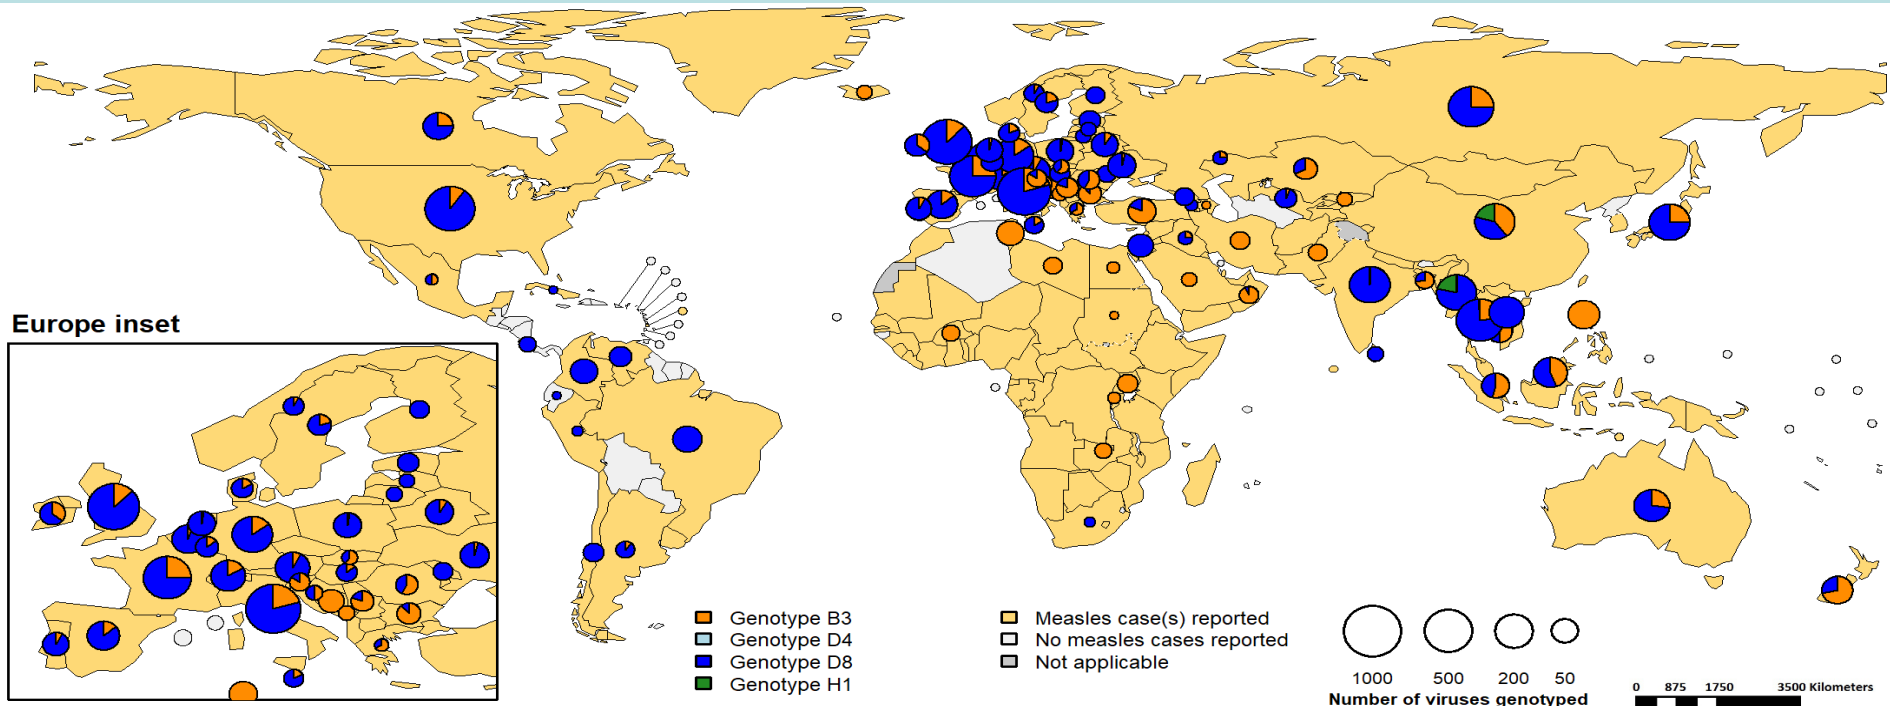 Europe inset
Genotype B3
Genotype D4
Genotype D8
Genotype H1
Measles case(s) reported
No measles cases reported
Not applicable
1000 500 200 50
Number of viruses genotyped
0 875 1750 3500 Kilometers